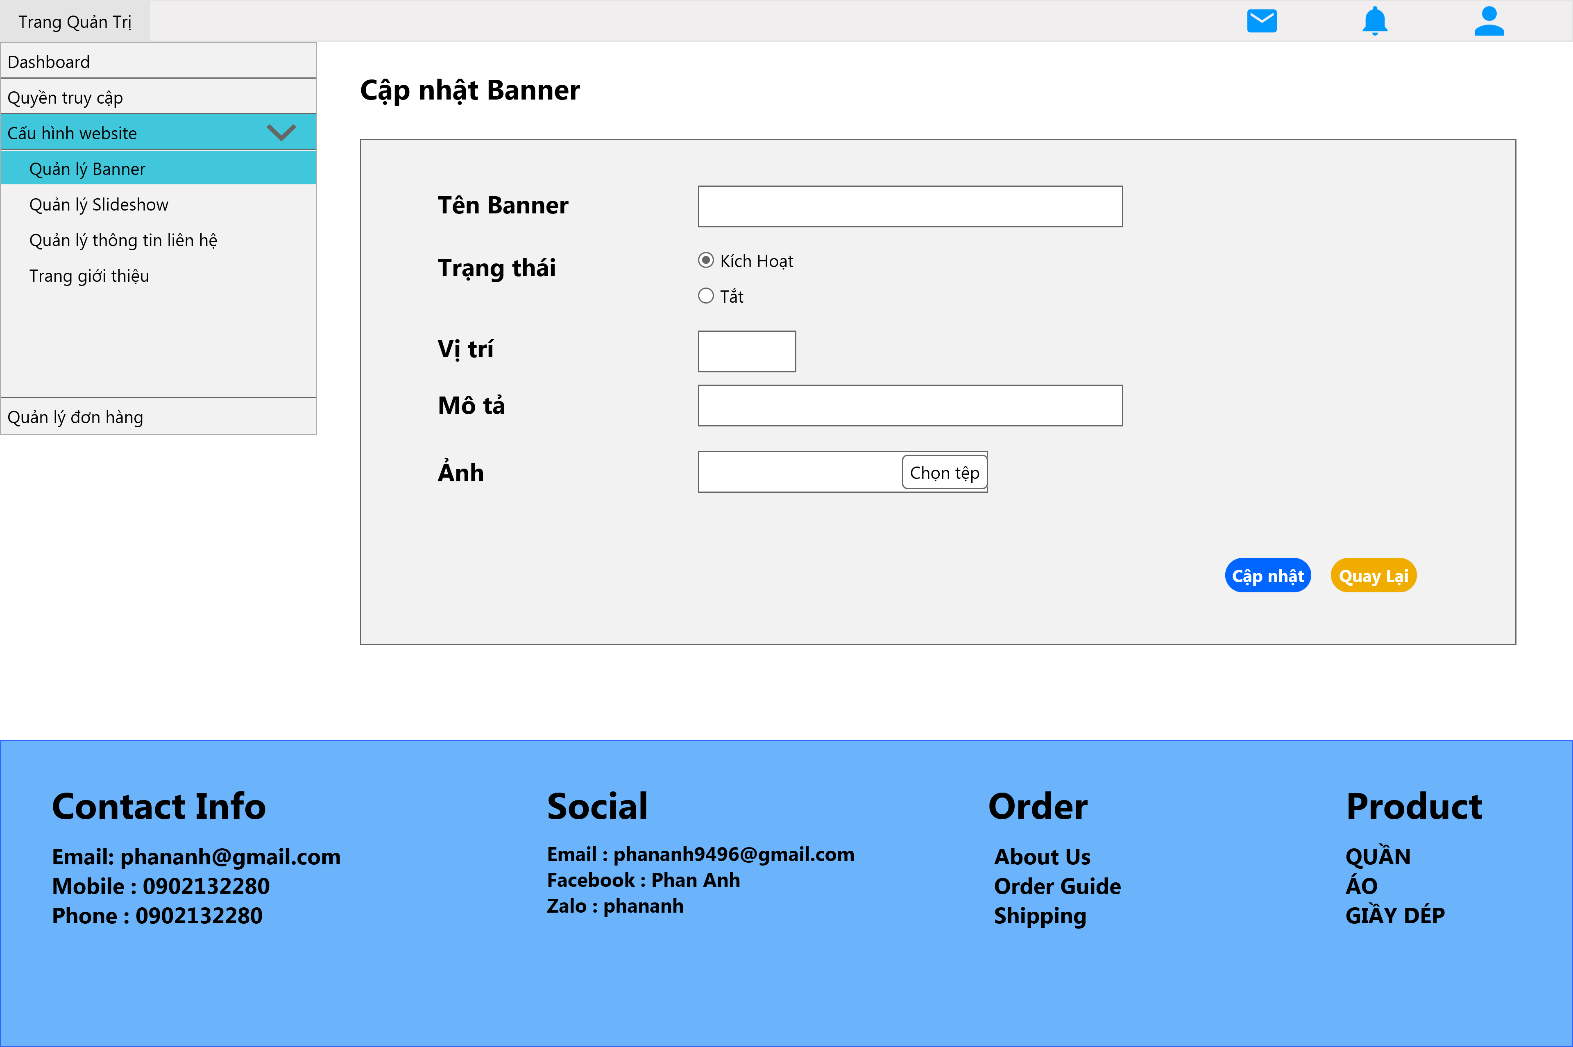 Trang Quản Trị
Dashboard
Quyền truy cập
Cấu hình website
Quản lý Banner
Quản lý Slideshow
Quản lý thông tin liên hệ
Trang giới thiệu
Quản lý đơn hàng
Cập nhật Banner
Tên Banner
Trạng thái
Kích Hoạt
Tắt
Vị trí
Mô tả
Ảnh
Chọn tệp
Cập nhật
Quay Lại
Contact Info
Email: phananh@gmail.com
Mobile : 0902132280
Phone : 0902132280
Social
Email : phananh9496@gmail.com
Facebook : Phan Anh
Zalo : phananh
Order
About Us
Order Guide
Shipping
Product
QUẦN
ÁO
GIẦY DÉP